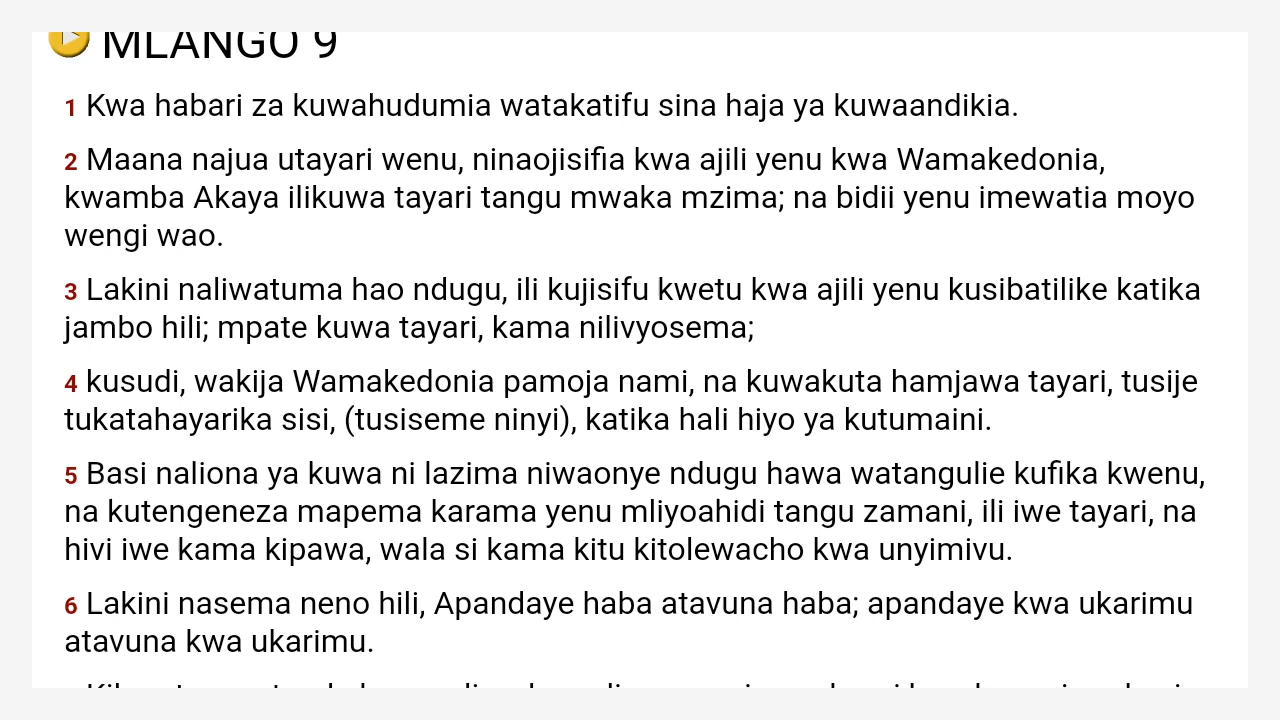 MLANGO 9
1 Kwa habari za kuwahudumia watakatifu sina haja ya kuwaandikia.
2 Maana najua utayari wenu, ninaojisifia kwa ajili yenu kwa Wamakedonia,
kwamba Akaya ilikuwa tayari tangu mwaka mzima; na bidii yenu imewatia moyo
wengi wao.
3 Lakini naliwatuma hao ndugu, ili kujisifu kwetu kwa ajili yenu kusibatilike katika
jambo hili; mpate kuwa tayari, kama nilivyosema;
4 kusudi, wakija Wamakedonia pamoja nami, na kuwakuta hamjawa tayari, tusije
tukatahayarika sisi, (tusiseme ninyi), katika hali hiyo ya kutumaini.
5 Basi naliona ya kuwa ni lazima niwaonye ndugu hawa watangulie kufika kwenu,
na kutengeneza mapema karama yenu mliyoahidi tangu zamani, ili iwe tayari, na
hivi iwe kama kipawa, wala si kama kitu kitolewacho kwa unyimivu.
6 Lakini nasema neno hili, Apandaye haba atavuna haba; apandaye kwa ukarimu
atavuna kwa ukarimu.